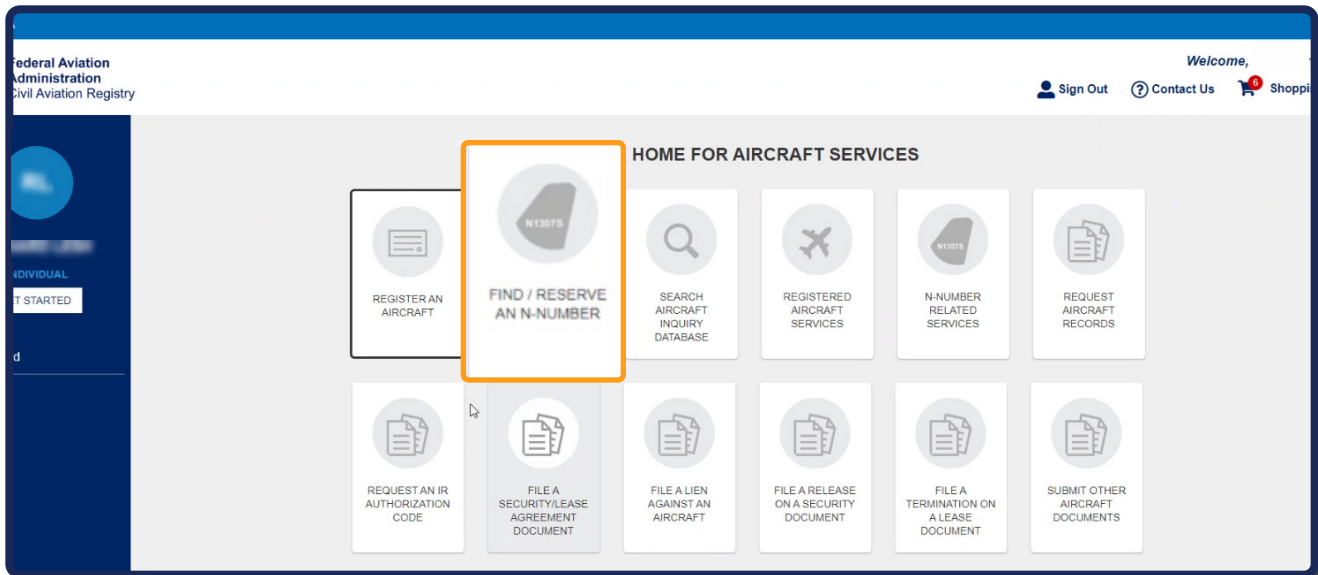 Federal Aviation
Administration
Civil Aviation Registry
Welcome,
Sign Out
Contact Us
6
Shoppi
INDIVIDUAL
ET STARTED
d
HOME FOR AIRCRAFT SERVICES
REGISTER AN
AIRCRAFT
N1307S
FIND / RESERVE
AN N-NUMBER
SEARCH
AIRCRAFT
INQUIRY
DATABASE
REGISTERED
AIRCRAFT
SERVICES
N1307S
N-NUMBER
RELATED
SERVICES
REQUEST
AIRCRAFT
RECORDS
REQUEST AN IR
AUTHORIZATION
CODE
FILE A
SECURITY/LEASE
AGREEMENT
DOCUMENT
FILE A LIEN
AGAINST AN
AIRCRAFT
FILE A RELEASE
ON A SECURITY
DOCUMENT
FILE A
TERMINATION ON
A LEASE
DOCUMENT
SUBMIT OTHER
AIRCRAFT
DOCUMENTS